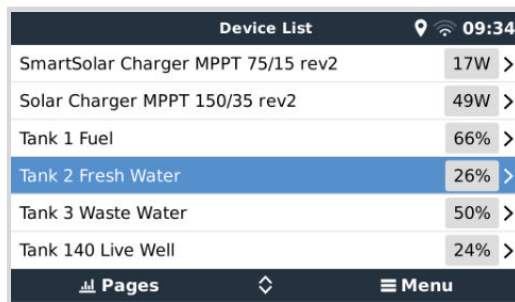 Device List 09:34
SmartSolar Charger MPPT 75/15 rev2 17W
Solar Charger MPPT 150/35 rev2 49W
Tank 1 Fuel 66%
Tank 2 Fresh Water 26%
Tank 3 Waste Water 50%
Tank 140 Live Well 24%
Pages Menu